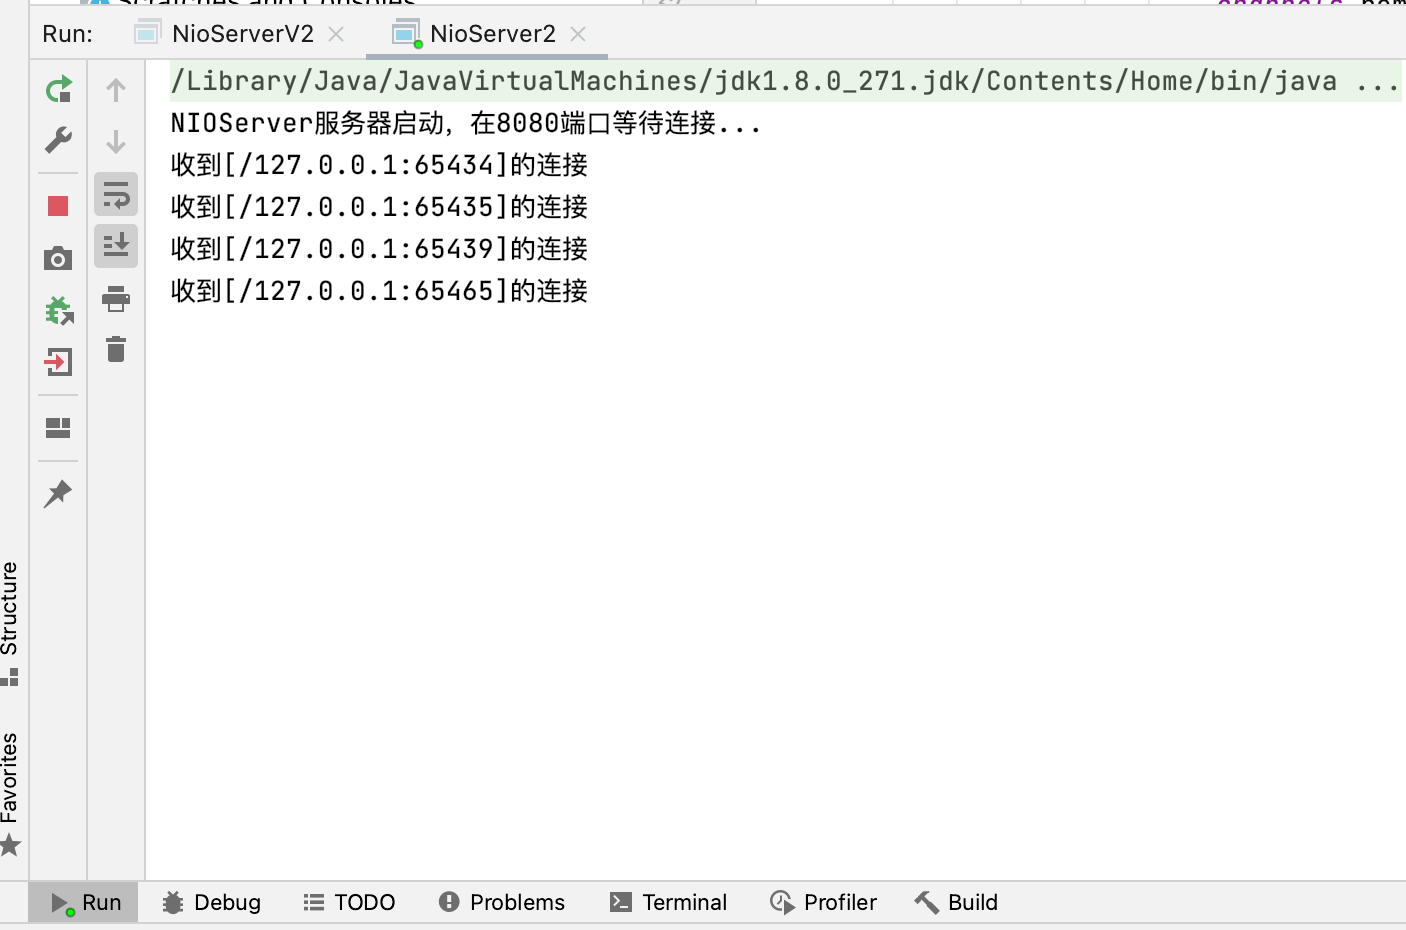 Scratches and Consoles
Run:
NioServerV2
NioServer2
/Library/Java/JavaVirtualMachines/jdk1.8.0_271.jdk/Contents/Home/bin/java ...
NIOServer服务器启动，在8080端口等待连接...
收到[/127.0.0.1:65434]的连接
收到[/127.0.0.1:65435]的连接
收到[/127.0.0.1:65439]的连接
收到[/127.0.0.1:65465]的连接
Structure
Favorites
Run
Debug
TODO
Problems
Terminal
Profiler
Build